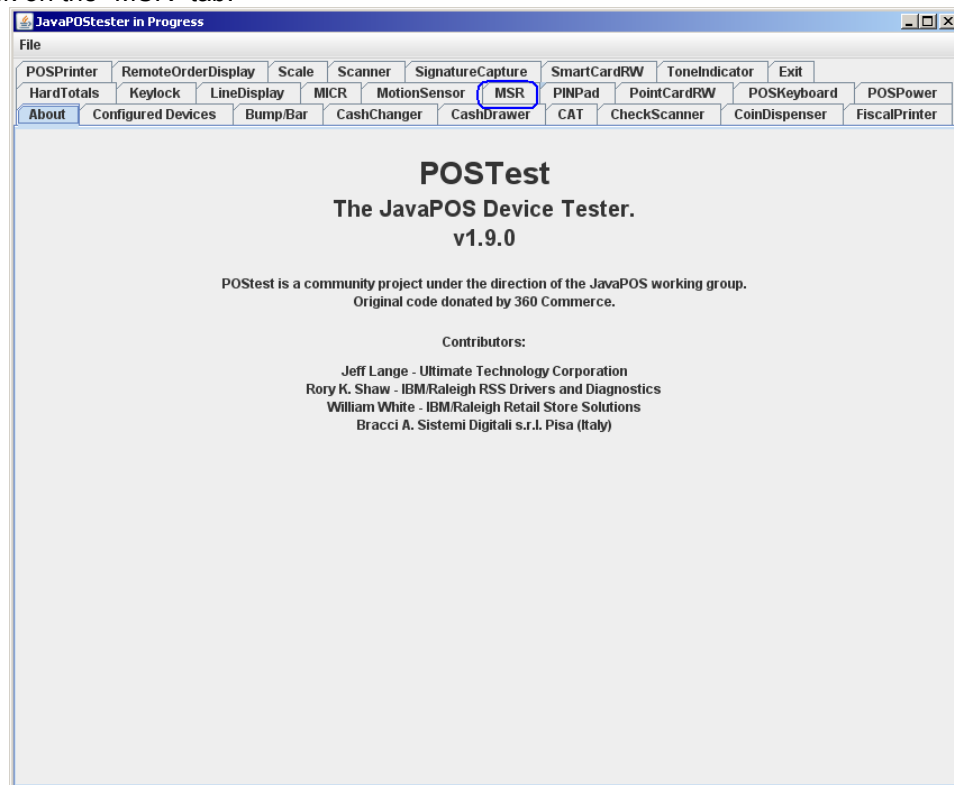 JavaPOStester in Progress
File
POSPrinter RemoteOrderDisplay Scale Scanner SignatureCapture SmartCardRW ToneIndicator Exit
HardTotals Keylock LineDisplay MICR MotionSensor MSR PINPad PointCardRW POSKeyboard POSPower
About Configured Devices Bump/Bar CashChanger CashDrawer CAT CheckScanner CoinDispenser FiscalPrinter
POSTest
The JavaPOS Device Tester.
v1.9.0
POStest is a community project under the direction of the JavaPOS working group.
Original code donated by 360 Commerce.
Contributors:
Jeff Lange - Ultimate Technology Corporation
Rory K. Shaw - IBM/Raleigh RSS Drivers and Diagnostics
William White - IBM/Raleigh Retail Store Solutions
Bracci A. Sistemi Digitali s.r.l. Pisa (Italy)